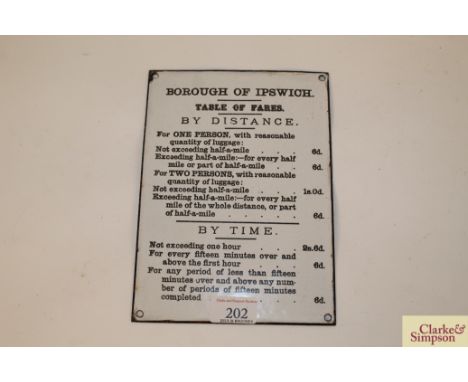 BOROUGH OF IPSWICH.
TABLE OF FARES.
BY DISTANCE.
For ONE PERSON, with reasonable
quantity of luggage:
Not exceeding half-a-mile . . . 6d.
Exceeding half-a-mile:—for every half
mile or part of half-a-mile . . 6d.
For TWO PERSONS, with reasonable
quantity of luggage:
Not exceeding half-a-mile . . . 1s.0d.
Exceeding half-a-mile:—for every half
mile of the whole distance, or part
of half-a-mile . . . . . 6d.
BY TIME.
Not exceeding one hour . . . 2s.6d.
For every fifteen minutes over and
above the first hour . . . 6d.
For any period of less than fifteen
minutes over and above any num-
ber of periods of fifteen minutes
completed . . . 6d.
202
Clarke &
Simpson